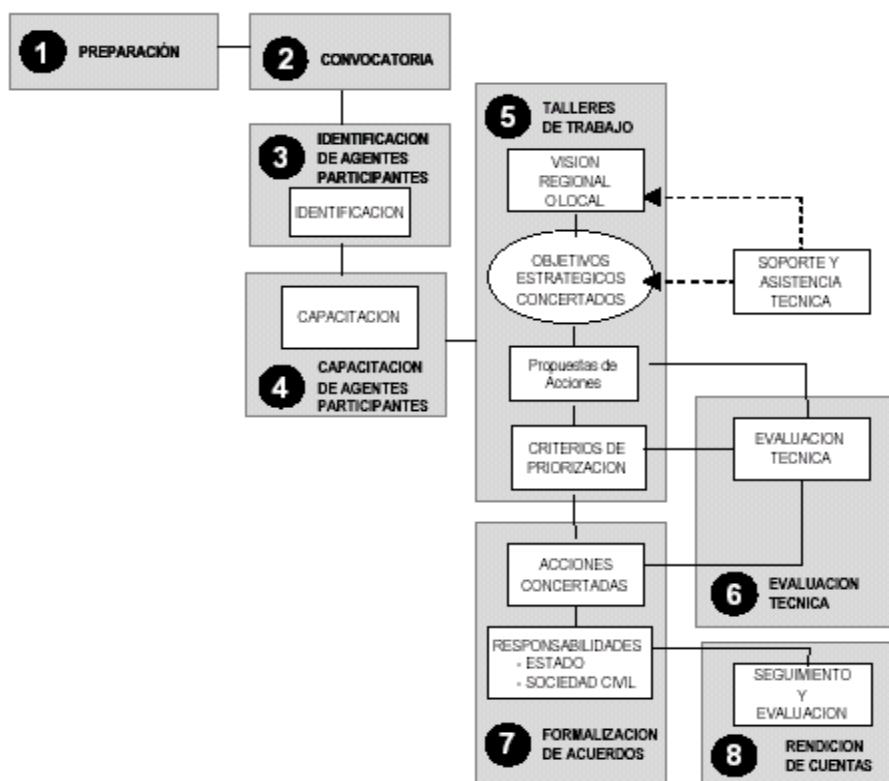 1 PREPARACIÓN
2 CONVOCATORIA
3 IDENTIFICACION
DE AGENTES
PARTICIPANTES
IDENTIFICACION
CAPACITACION
4 CAPACITACION
DE AGENTES
PARTICIPANTES
5 TALLERES
DE TRABAJO
VISION
REGIONAL
O LOCAL
OBJETIVOS
ESTRATEGICOS
CONCERTADOS
SOPORTE Y
ASISTENCIA
TECNICA
Propuestas de
Acciones
CRITERIOS DE
PRIORIZACION
EVALUACION
TECNICA
6 EVALUACION
TECNICA
ACCIONES
CONCERTADAS
RESPONSABILIDADES
- ESTADO
- SOCIEDAD CIVIL
7 FORMALIZACION
DE ACUERDOS
SEGUIMIENTO
Y
EVALUACION
8 RENDICION
DE CUENTAS